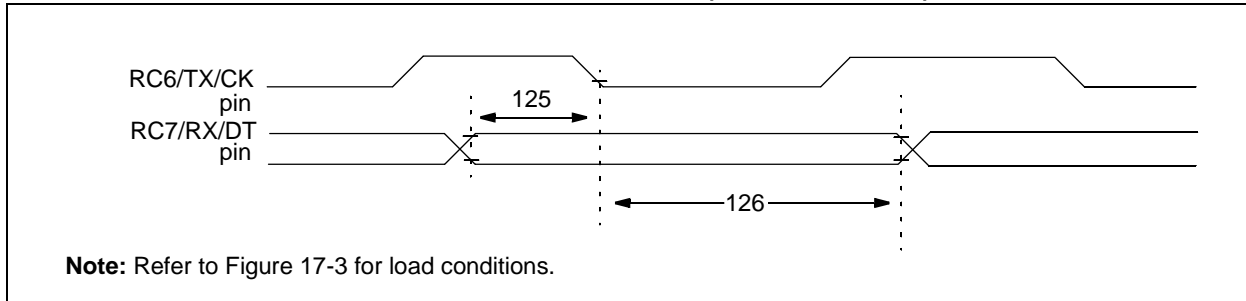 RC6/TX/CK
pin
125
RC7/RX/DT
pin
126
Note: Refer to Figure 17-3 for load conditions.